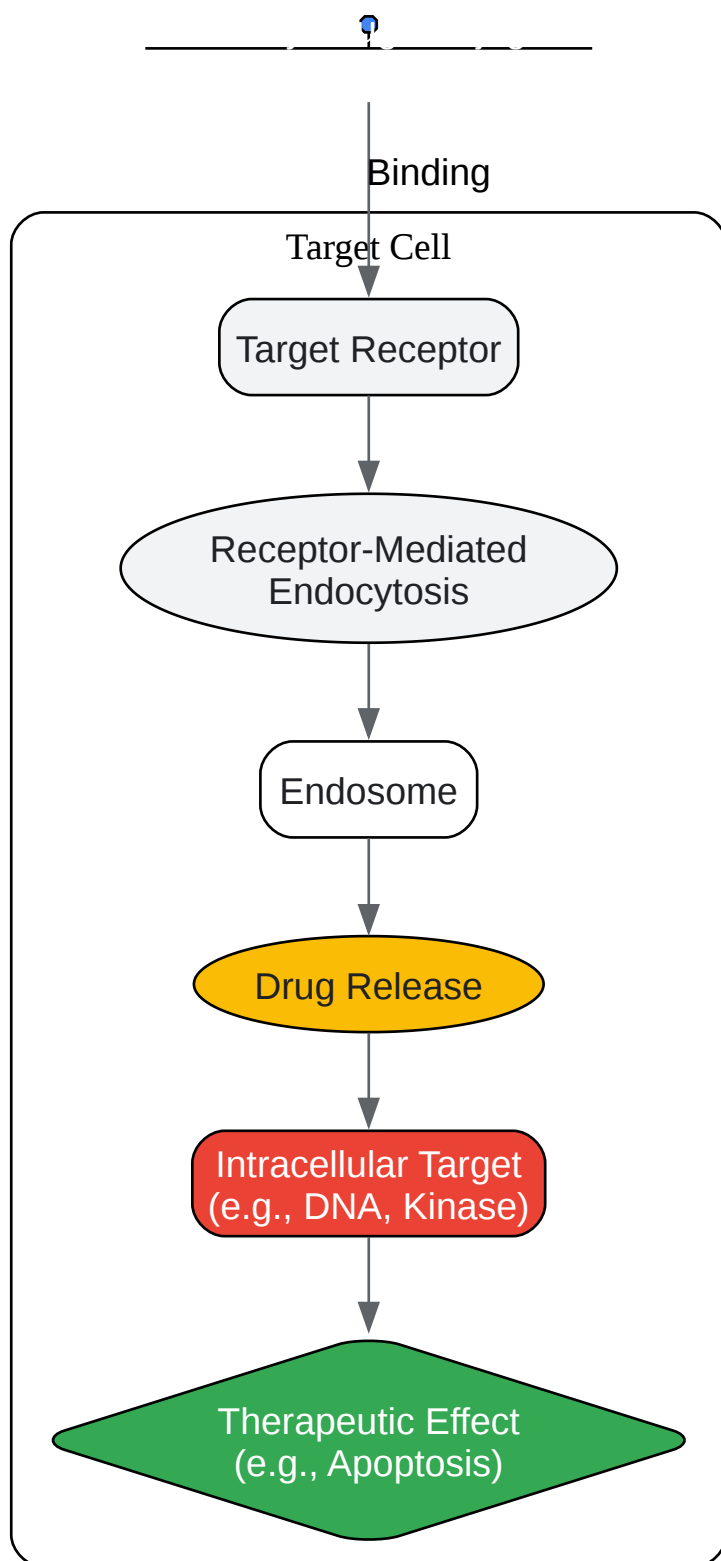 Binding
Target Cell
Target Receptor
Receptor-Mediated
Endocytosis
Endosome
Drug Release
Intracellular Target
(e.g., DNA, Kinase)
Therapeutic Effect
(e.g., Apoptosis)